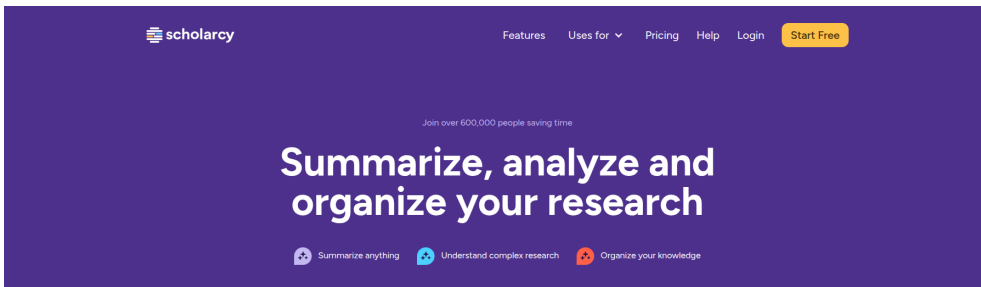 scholarcy
Features Uses for Pricing Help Login Start Free
Join over 600,000 people saving time
Summarize, analyze and
organize your research
Summarize anything Understand complex research Organize your knowledge